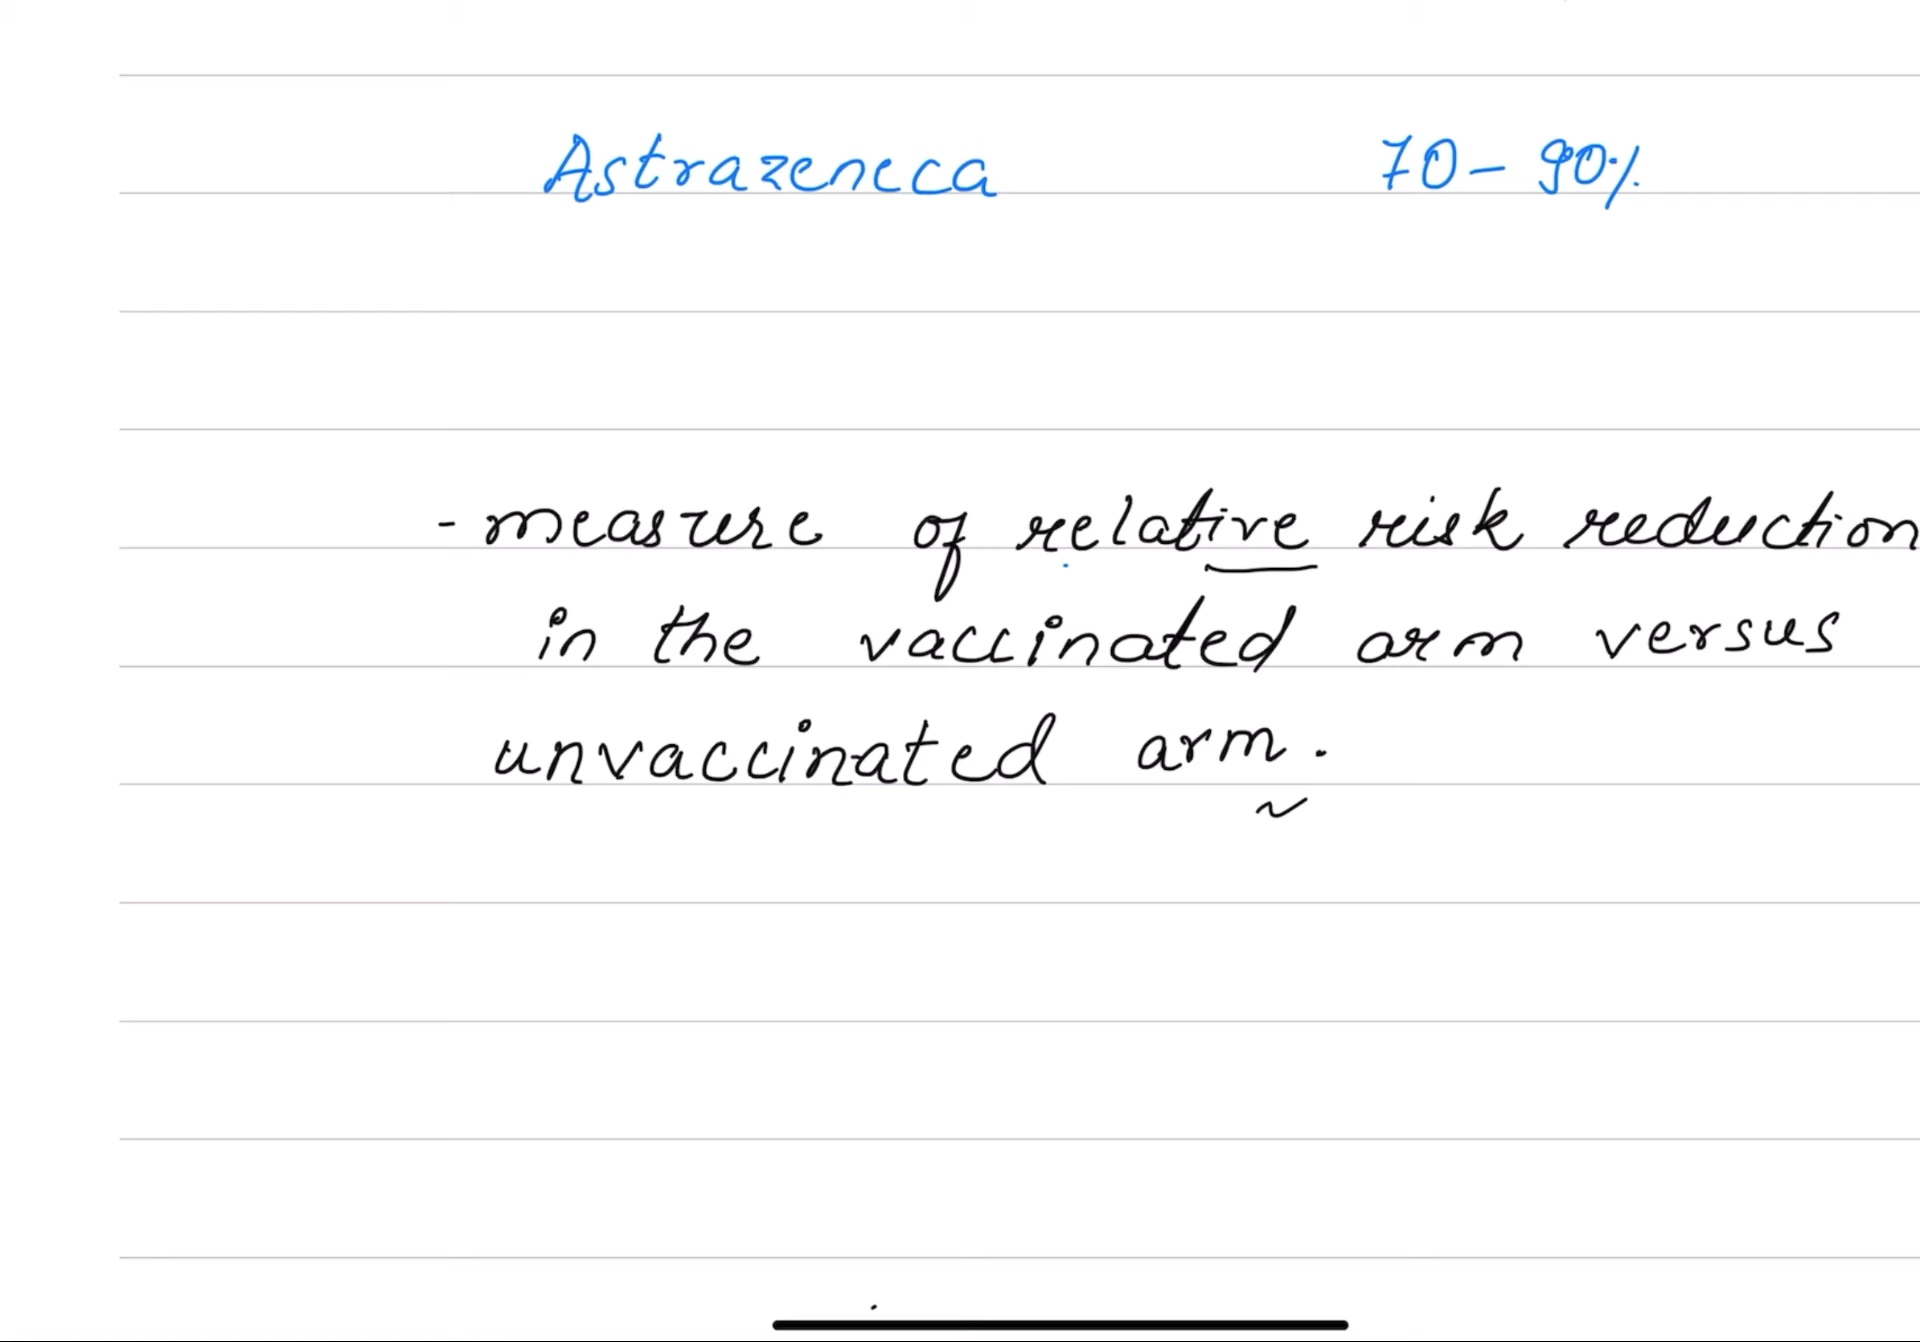 Astrazeneca 70-90%
- measure of relative risk reduction
in the vaccinated arm versus
unvaccinated arm.